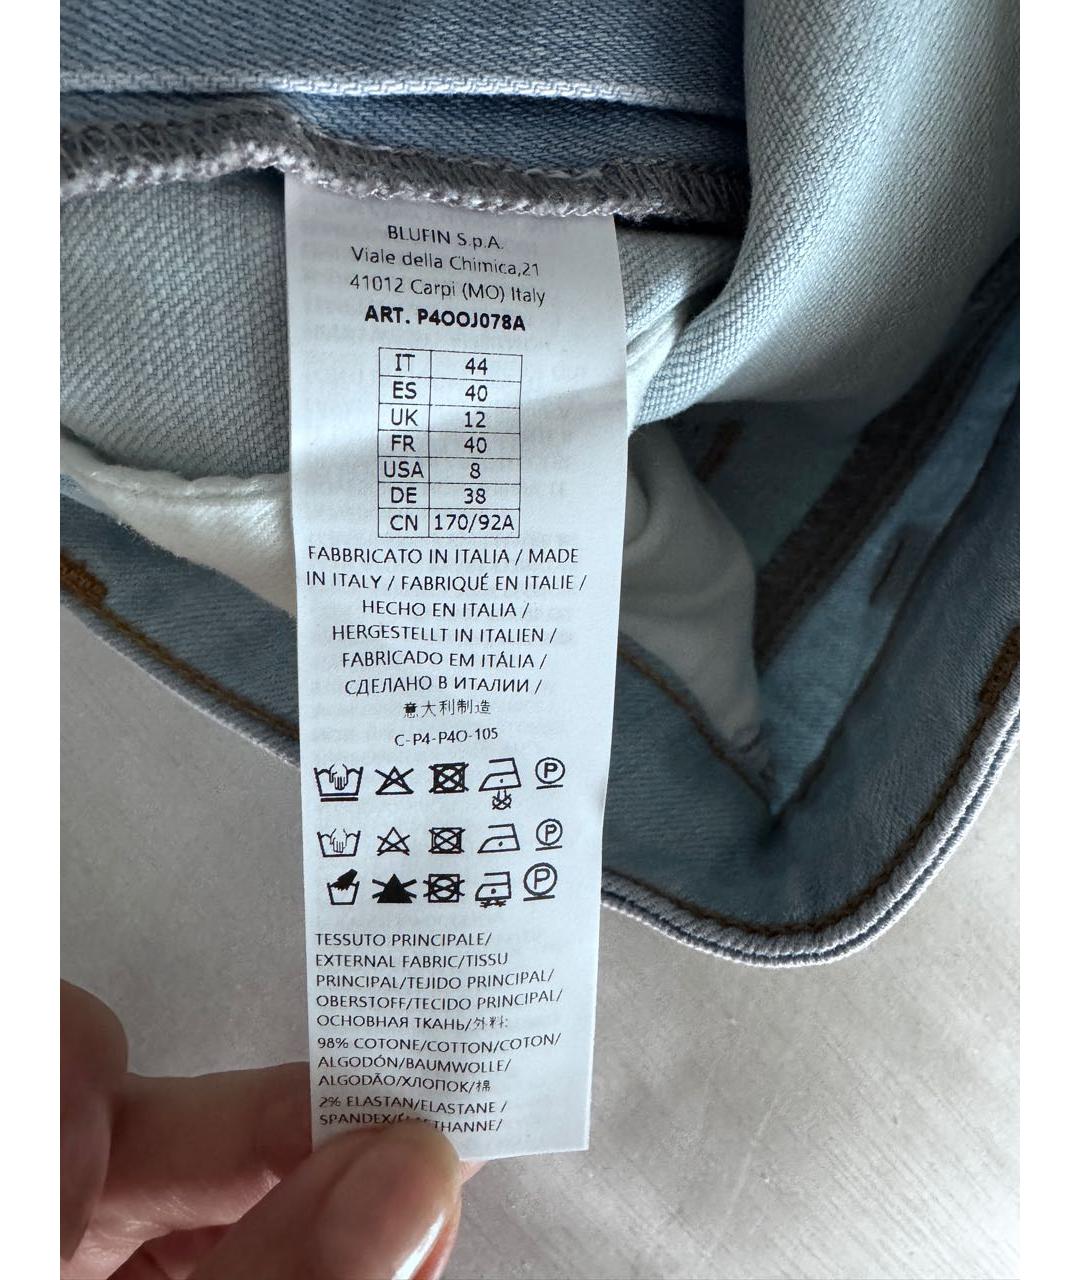 BLUFIN S.p.A.
Viale della Chimica,21
41012 Carpi (MO) Italy
ART. P4OOJ078A
IT 44
ES 40
UK 12
FR 40
USA 8
DE 38
CN 170/92A
FABBRICATO IN ITALIA / MADE
IN ITALY / FABRIQUÉ EN ITALIE /
HECHO EN ITALIA /
HERGESTELLT IN ITALIEN /
FABRICADO EM ITÁLIA /
СДЕЛАНО В ИТАЛИИ /
意大利制造
C-P4-P4O-105
P
P
P
TESSUTO PRINCIPALE/
EXTERNAL FABRIC/TISSU
PRINCIPAL/TEJIDO PRINCIPAL/
OBERSTOFF/TECIDO PRINCIPAL/
ОСНОВНАЯ ТКАНЬ/外料:
98% COTONE/COTTON/COTON/
ALGODÓN/BAUMWOLLE/
ALGODÃO/ХЛОПОК/棉
2% ELASTAN/ELASTANE /
SPANDEX/